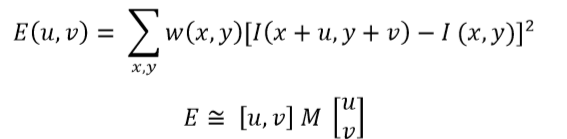 E(u, v) = ∑x,y w(x, y)[I(x + u, y + v) − I (x, y)]²
E ≅ [u, v] M [u v]